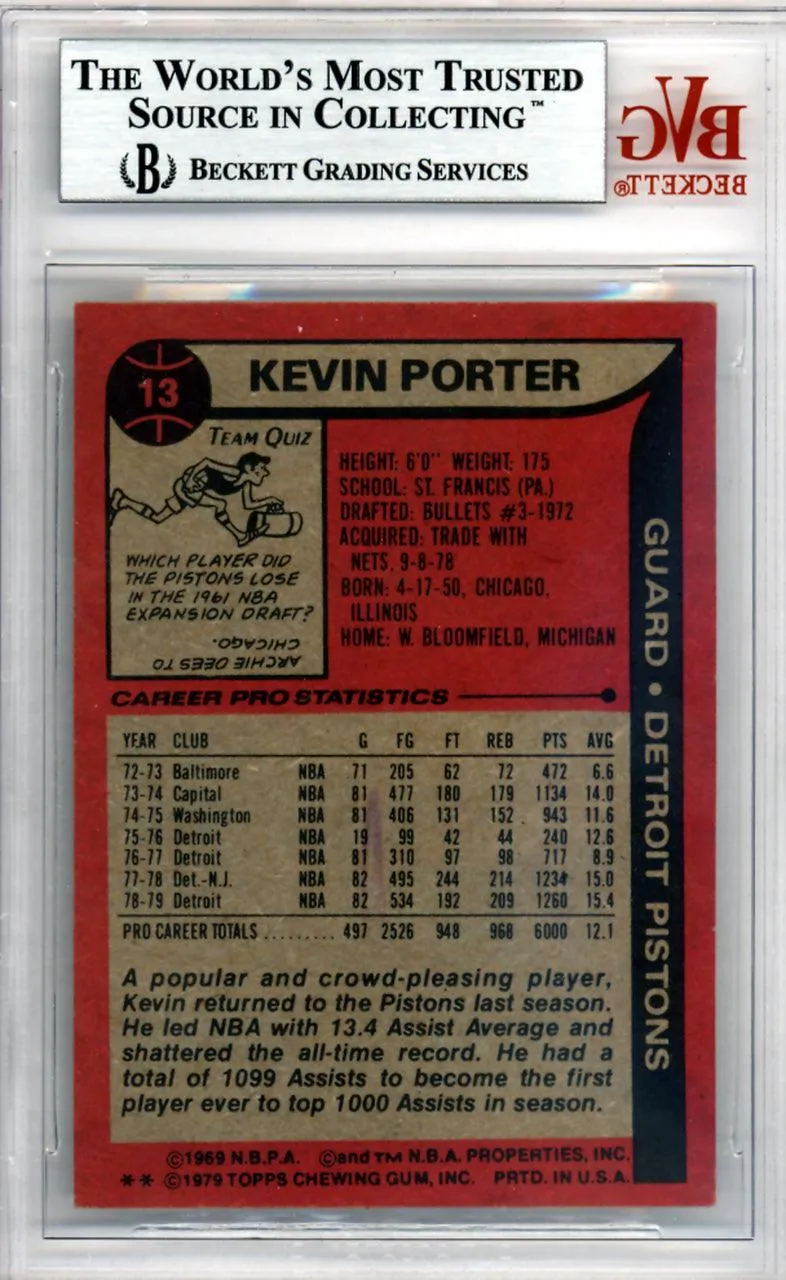 THE WORLD'S MOST TRUSTED
SOURCE IN COLLECTING™
B BECKETT GRADING SERVICES
BVG
BECKETT®
13
KEVIN PORTER
TEAM QUIZ
WHICH PLAYER DID
THE PISTONS LOSE
IN THE 1961 NBA
EXPANSION DRAFT?
ARCHIE DEES TO
CHICAGO.
HEIGHT: 6'0" WEIGHT: 175
SCHOOL: ST. FRANCIS (PA.)
DRAFTED: BULLETS #3-1972
ACQUIRED: TRADE WITH
NETS, 9-8-78
BORN: 4-17-50, CHICAGO,
ILLINOIS
HOME: W. BLOOMFIELD, MICHIGAN
GUARD • DETROIT PISTONS
CAREER PRO STATISTICS
YEAR CLUB G FG FT REB PTS AVG
72-73 Baltimore NBA 71 205 62 72 472 6.6
73-74 Capital NBA 81 477 180 179 1134 14.0
74-75 Washington NBA 81 406 131 152 943 11.6
75-76 Detroit NBA 19 99 42 44 240 12.6
76-77 Detroit NBA 81 310 97 98 717 8.9
77-78 Det.-N.J. NBA 82 495 244 214 1234 15.0
78-79 Detroit NBA 82 534 192 209 1260 15.4
PRO CAREER TOTALS ......... 497 2526 948 968 6000 12.1
A popular and crowd-pleasing player,
Kevin returned to the Pistons last season.
He led NBA with 13.4 Assist Average and
shattered the all-time record. He had a
total of 1099 Assists to become the first
player ever to top 1000 Assists in season.
©1969 N.B.P.A. ©and TM N.B.A. PROPERTIES, INC.
** ©1979 TOPPS CHEWING GUM, INC. PRTD. IN U.S.A.